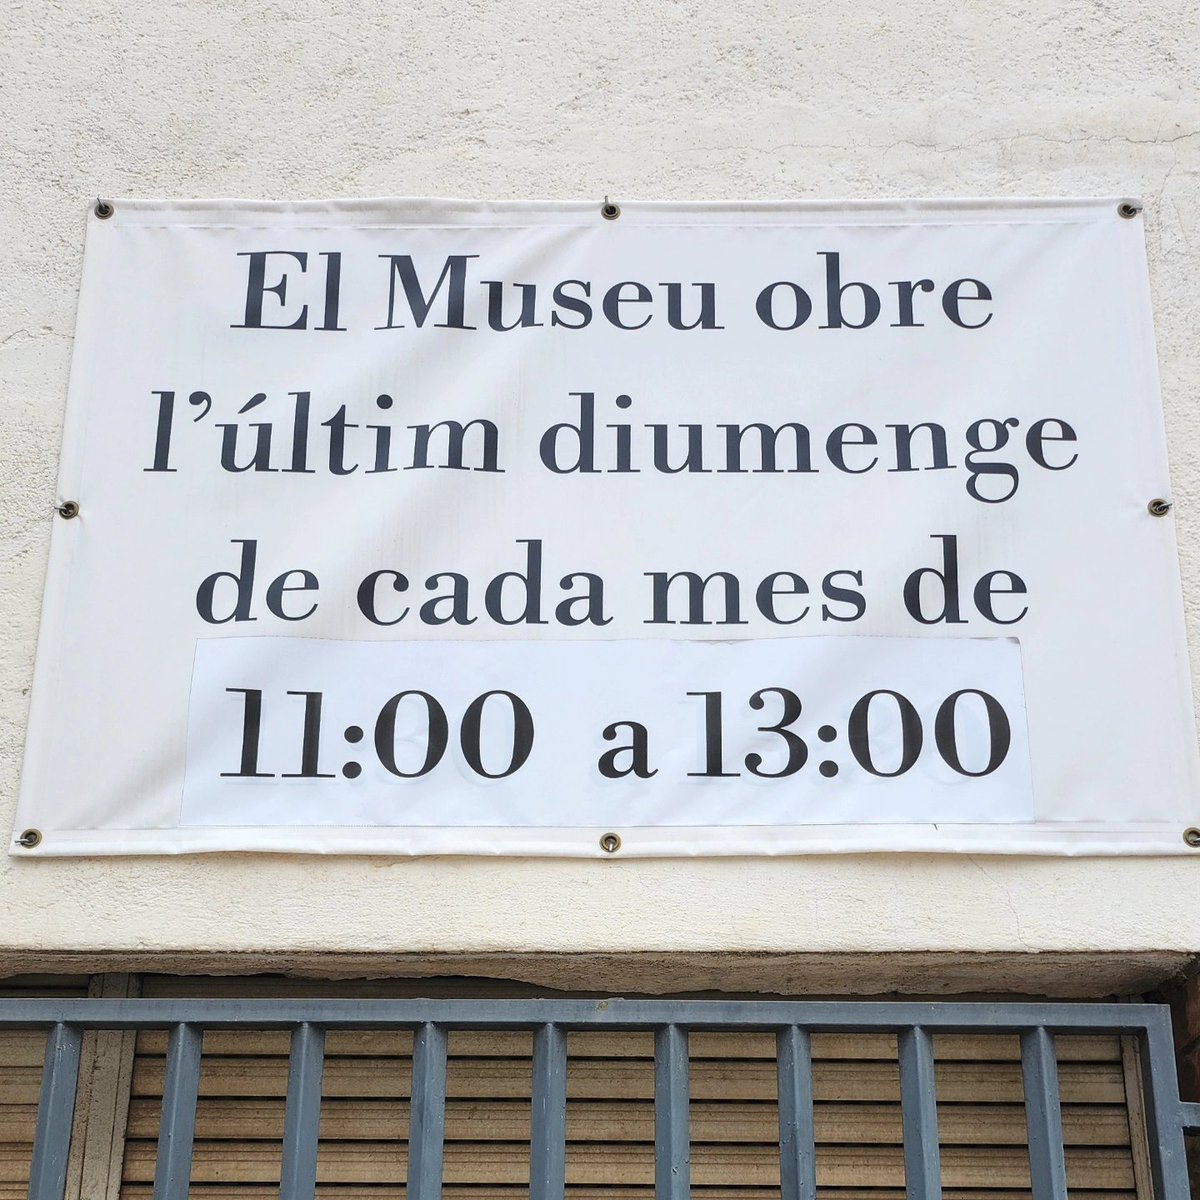 El Museu obre
l’últim diumenge
de cada mes de
11:00 a 13:00